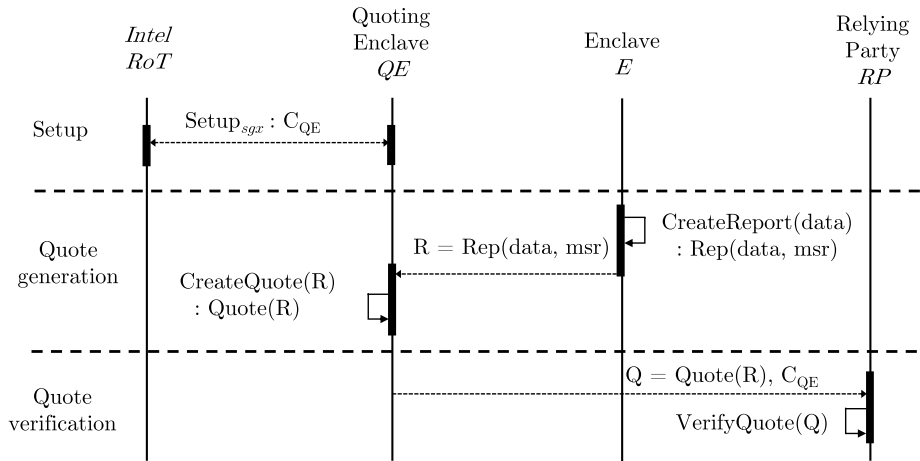 Intel
RoT
Quoting
Enclave
QE
Enclave
E
Relying
Party
RP
Setup
Setup_sgx : C_QE
Quote
generation
CreateReport(data)
: Rep(data, msr)
R = Rep(data, msr)
CreateQuote(R)
: Quote(R)
Quote
verification
Q = Quote(R), C_QE
VerifyQuote(Q)